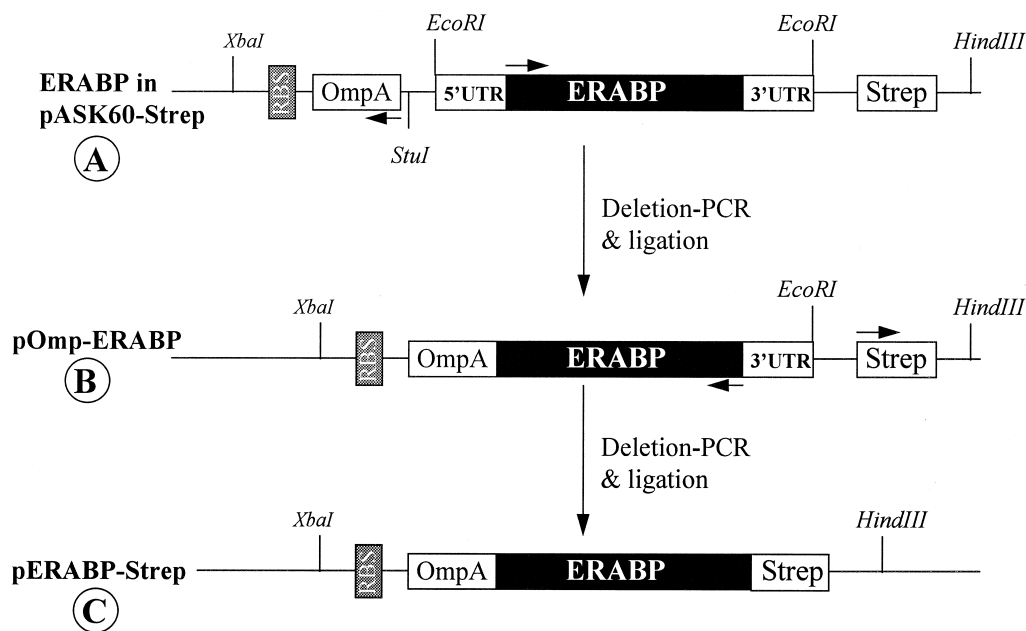 EcoRI EcoRI
XbaI HindIII
ERABP in RBS OmpA 5'UTR ERABP 3'UTR Strep
pASK60-Strep
A StuI
Deletion-PCR
& ligation
XbaI EcoRI HindIII
pOmp-ERABP RBS OmpA ERABP 3'UTR Strep
B
Deletion-PCR
& ligation
XbaI HindIII
pERABP-Strep RBS OmpA ERABP Strep
C